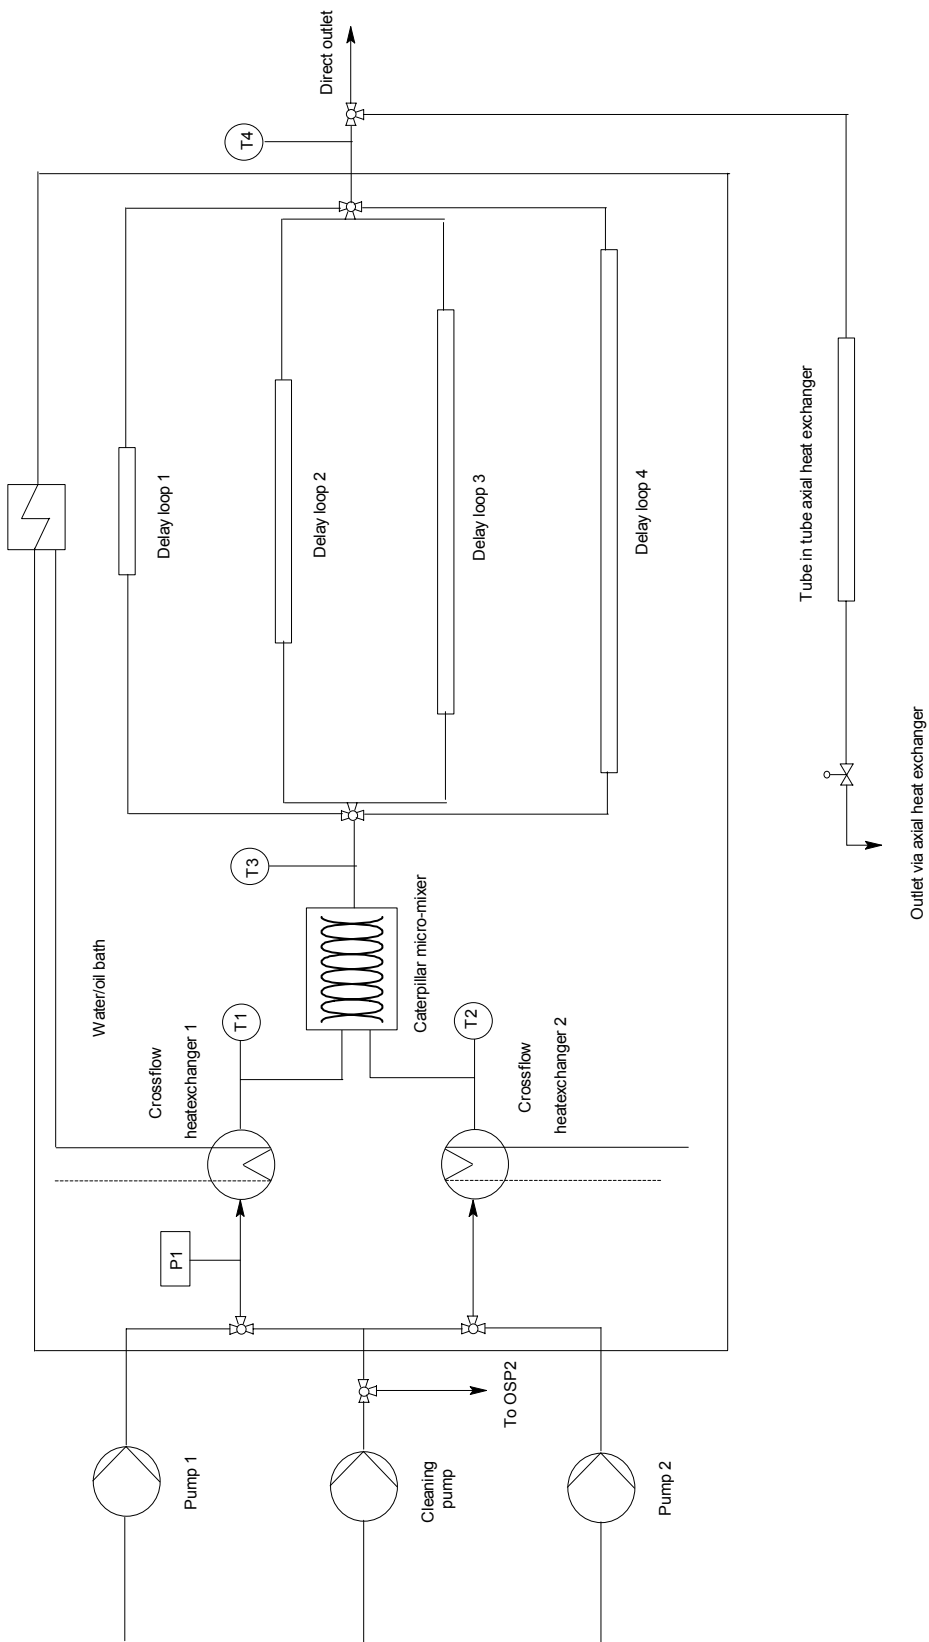 Pump 1
Cleaning
pump
Pump 2
To OSP2
P1
Crossflow
heatexchanger 1
Crossflow
heatexchanger 2
T1
T2
Water/oil bath
Caterpillar micro-mixer
T3
Delay loop 1
Delay loop 2
Delay loop 3
Delay loop 4
T4
Direct outlet
Tube in tube axial heat exchanger
Outlet via axial heat exchanger